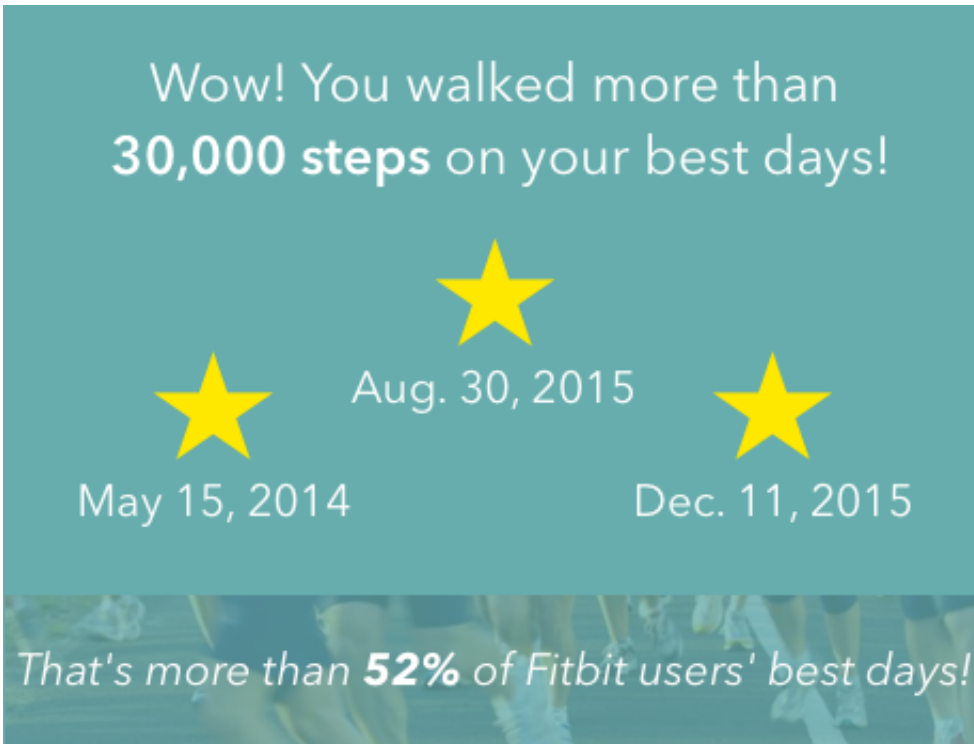 Wow! You walked more than
30,000 steps on your best days!
Aug. 30, 2015
May 15, 2014
Dec. 11, 2015
That's more than 52% of Fitbit users' best days!